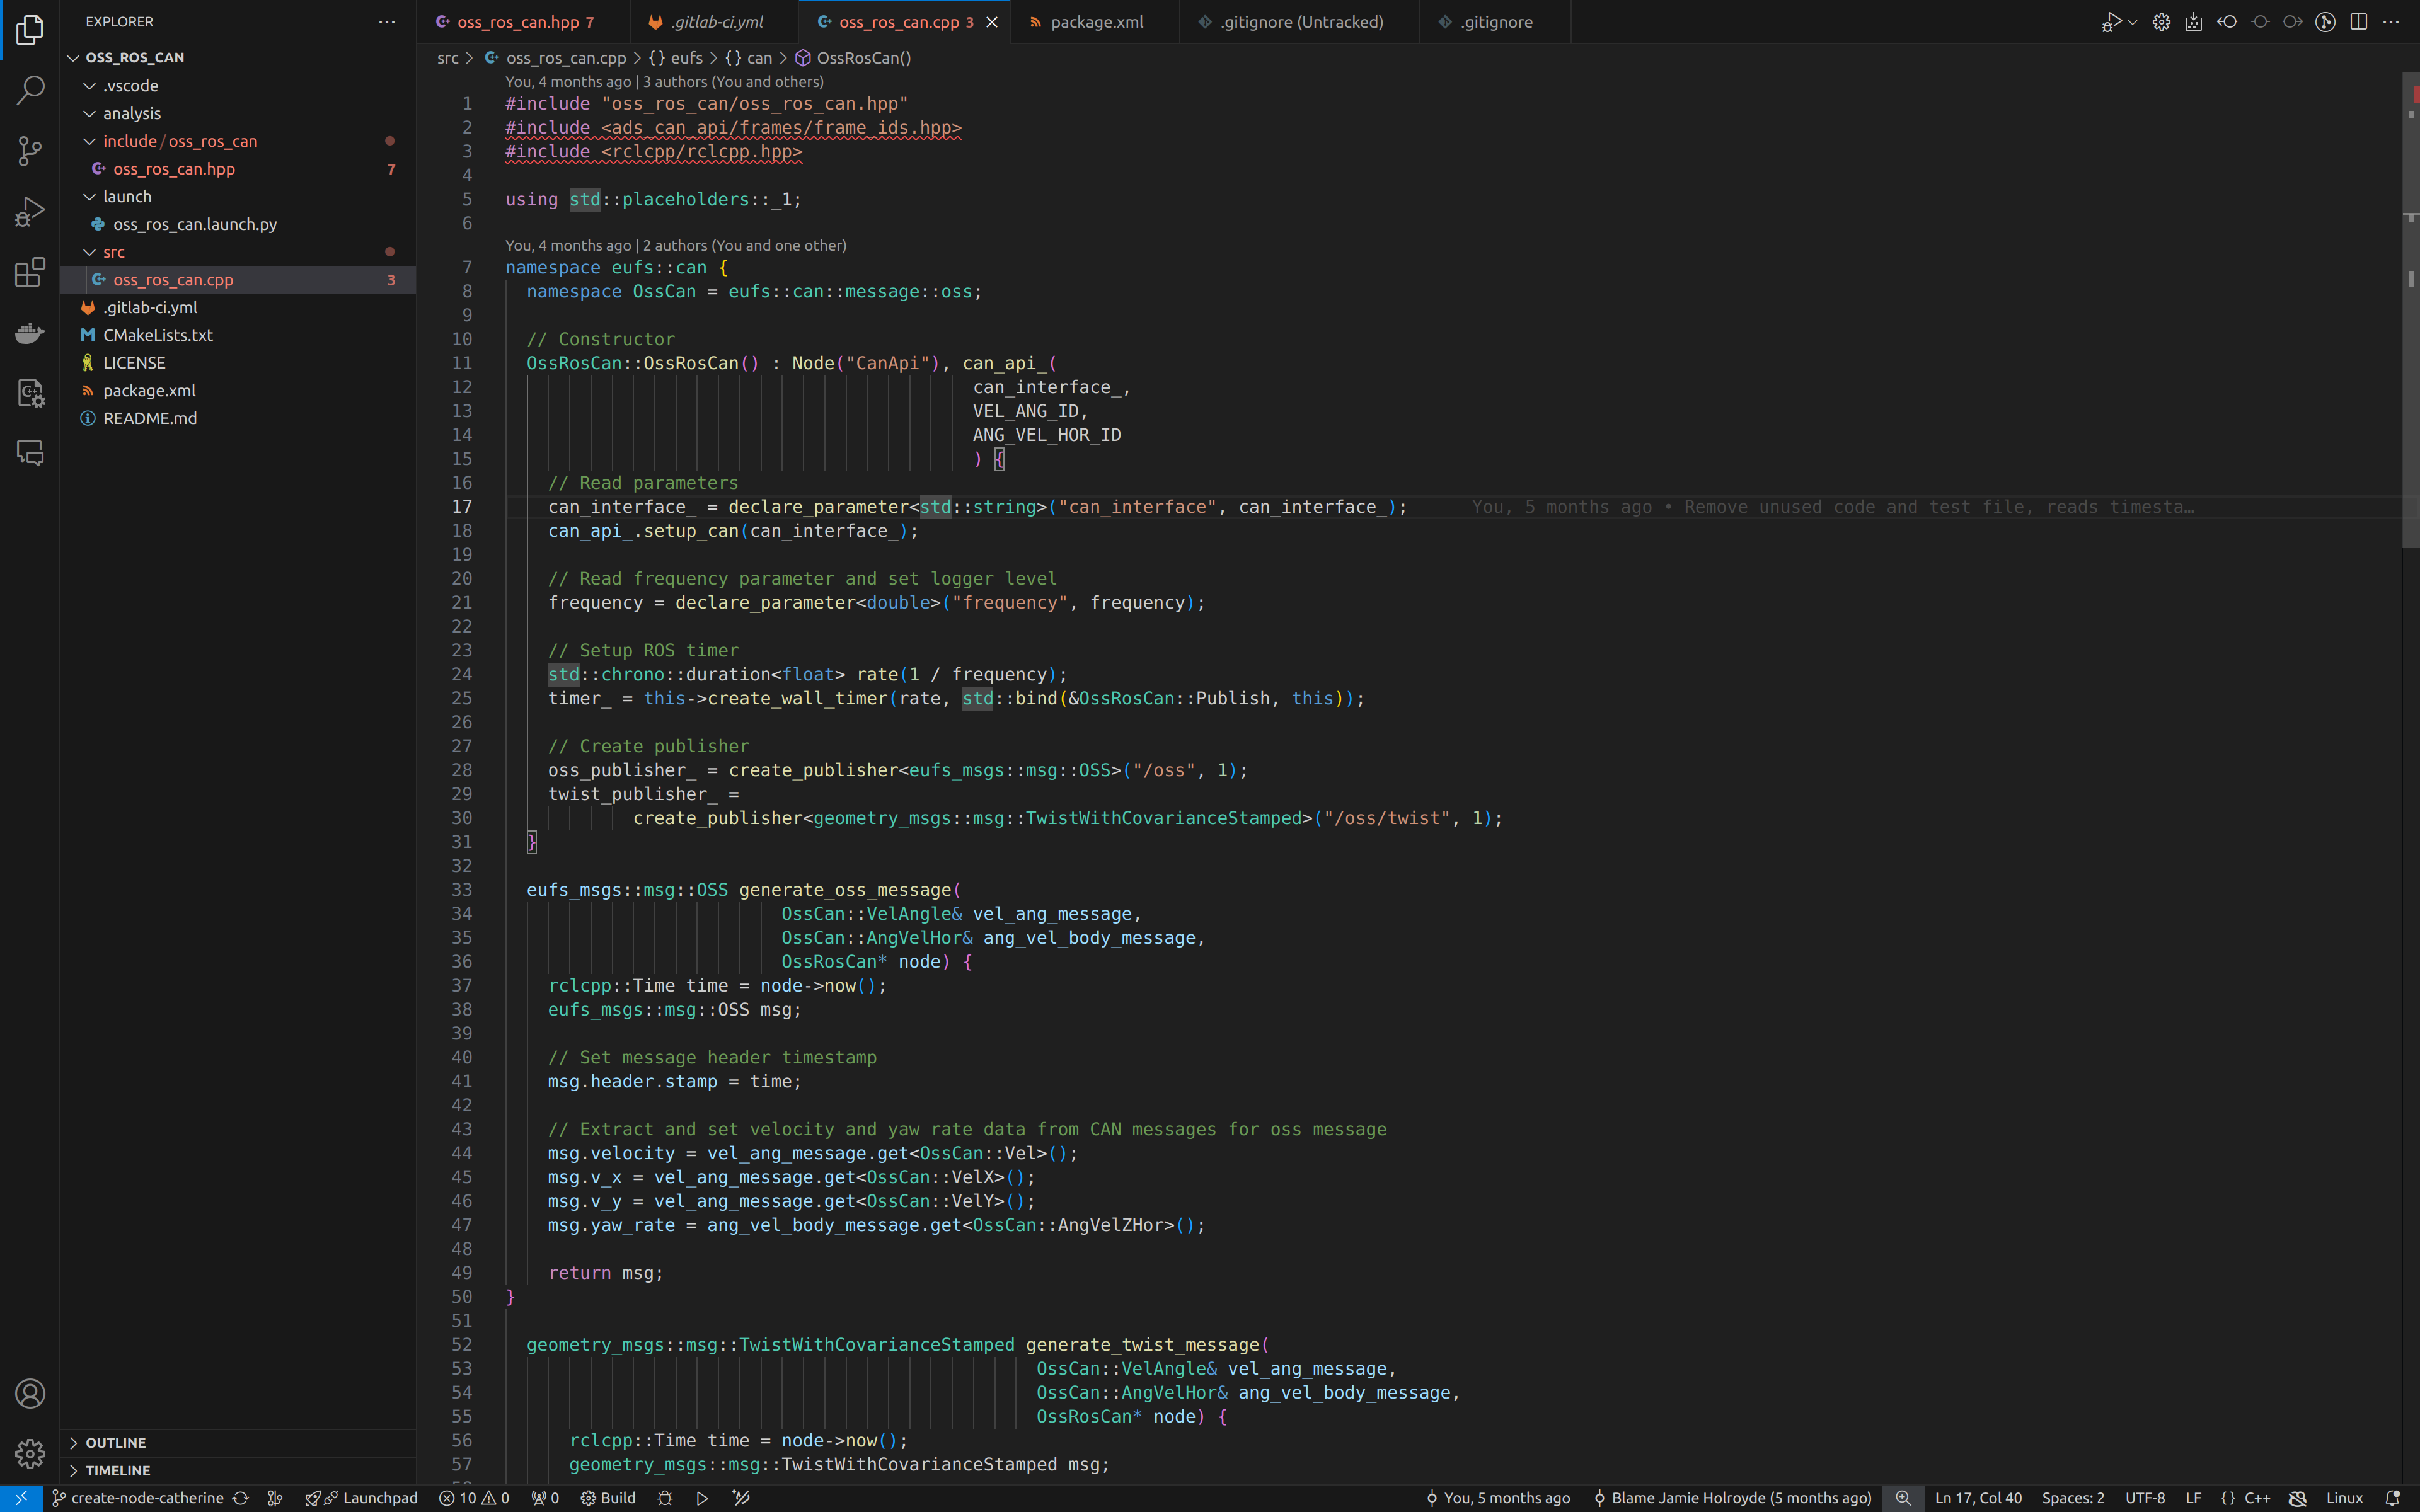 EXPLORER
OSS_ROS_CAN
.vscode
analysis
include / oss_ros_can
oss_ros_can.hpp 7
launch
oss_ros_can.launch.py
src
oss_ros_can.cpp 3
.gitlab-ci.yml
CMakeLists.txt
LICENSE
package.xml
README.md
OUTLINE
TIMELINE
oss_ros_can.hpp 7
.gitlab-ci.yml
oss_ros_can.cpp 3
package.xml
.gitignore (Untracked)
.gitignore
src > oss_ros_can.cpp > {} eufs > {} can > OssRosCan()
You, 4 months ago | 3 authors (You and others)
1 #include "oss_ros_can/oss_ros_can.hpp"
2 #include <ads_can_api/frames/frame_ids.hpp>
3 #include <rclcpp/rclcpp.hpp>
4
5 using std::placeholders::_1;
6
You, 4 months ago | 2 authors (You and one other)
7 namespace eufs::can {
8 namespace OssCan = eufs::can::message::oss;
9
10 // Constructor
11 OssRosCan::OssRosCan() : Node("CanApi"), can_api_(
12 can_interface_,
13 VEL_ANG_ID,
14 ANG_VEL_HOR_ID
15 ) {
16 // Read parameters
17 can_interface_ = declare_parameter<std::string>("can_interface", can_interface_); You, 5 months ago • Remove unused code and test file, reads timesta…
18 can_api_.setup_can(can_interface_);
19
20 // Read frequency parameter and set logger level
21 frequency = declare_parameter<double>("frequency", frequency);
22
23 // Setup ROS timer
24 std::chrono::duration<float> rate(1 / frequency);
25 timer_ = this->create_wall_timer(rate, std::bind(&OssRosCan::Publish, this));
26
27 // Create publisher
28 oss_publisher_ = create_publisher<eufs_msgs::msg::OSS>("/oss", 1);
29 twist_publisher_ =
30 create_publisher<geometry_msgs::msg::TwistWithCovarianceStamped>("/oss/twist", 1);
31 }
32
33 eufs_msgs::msg::OSS generate_oss_message(
34 OssCan::VelAngle& vel_ang_message,
35 OssCan::AngVelHor& ang_vel_body_message,
36 OssRosCan* node) {
37 rclcpp::Time time = node->now();
38 eufs_msgs::msg::OSS msg;
39
40 // Set message header timestamp
41 msg.header.stamp = time;
42
43 // Extract and set velocity and yaw rate data from CAN messages for oss message
44 msg.velocity = vel_ang_message.get<OssCan::Vel>();
45 msg.v_x = vel_ang_message.get<OssCan::VelX>();
46 msg.v_y = vel_ang_message.get<OssCan::VelY>();
47 msg.yaw_rate = ang_vel_body_message.get<OssCan::AngVelZHor>();
48
49 return msg;
50 }
51
52 geometry_msgs::msg::TwistWithCovarianceStamped generate_twist_message(
53 OssCan::VelAngle& vel_ang_message,
54 OssCan::AngVelHor& ang_vel_body_message,
55 OssRosCan* node) {
56 rclcpp::Time time = node->now();
57 geometry_msgs::msg::TwistWithCovarianceStamped msg;
create-node-catherine Launchpad 10 0 0 Build You, 5 months ago Blame Jamie Holroyde (5 months ago) Ln 17, Col 40 Spaces: 2 UTF-8 LF {} C++ Linux